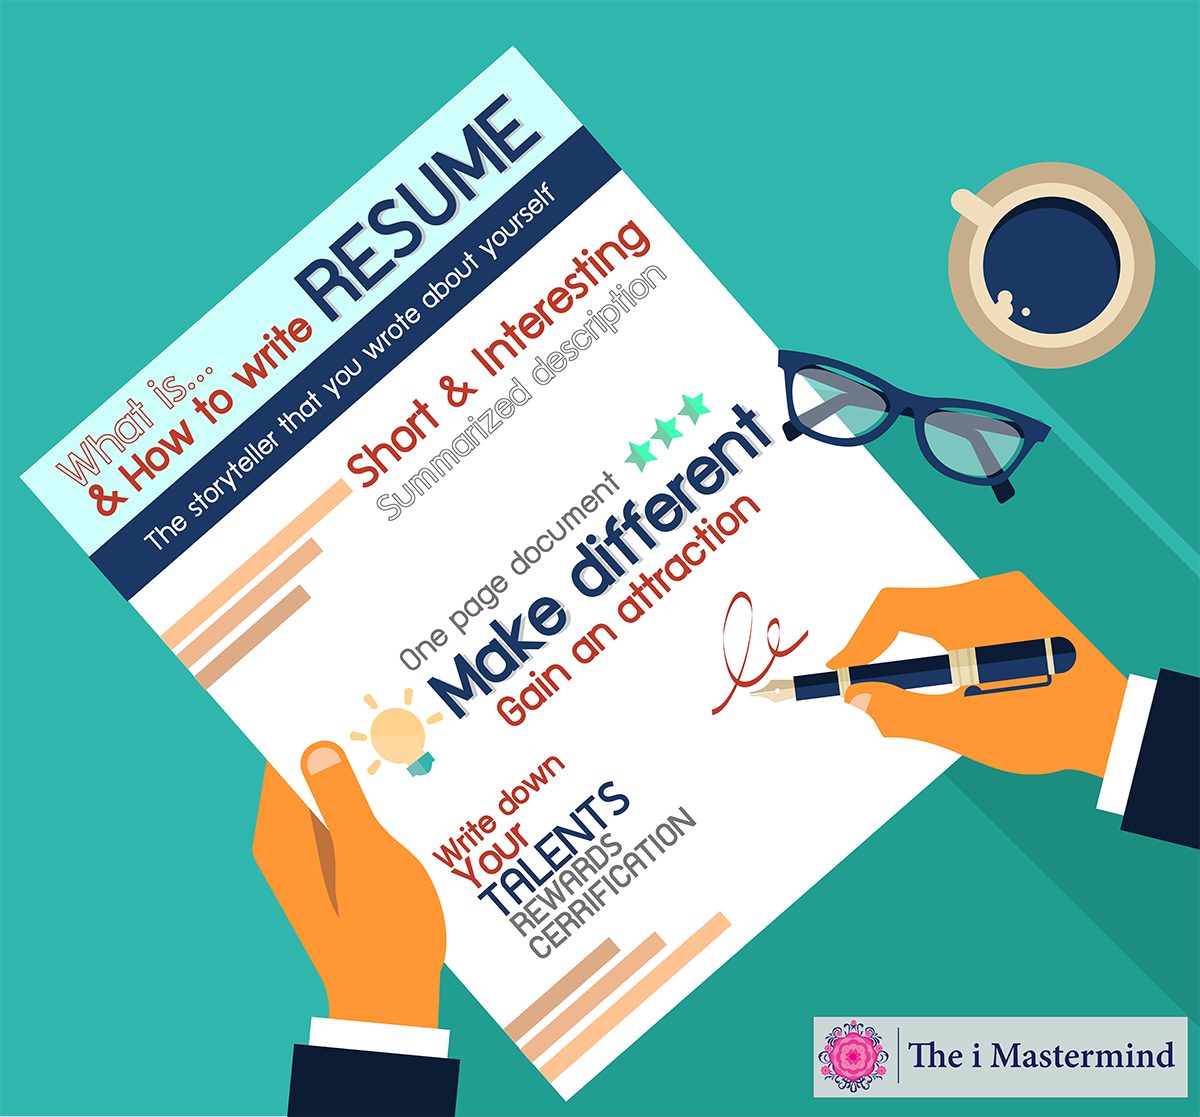 What is...
& How to write RESUME
The storyteller that you wrote about yourself
Short & Interesting
Summarized description
One page document
Make different
Gain an attraction
Write down
Your
TALENTS
REWARDS
CERRIFICATION
The i Mastermind